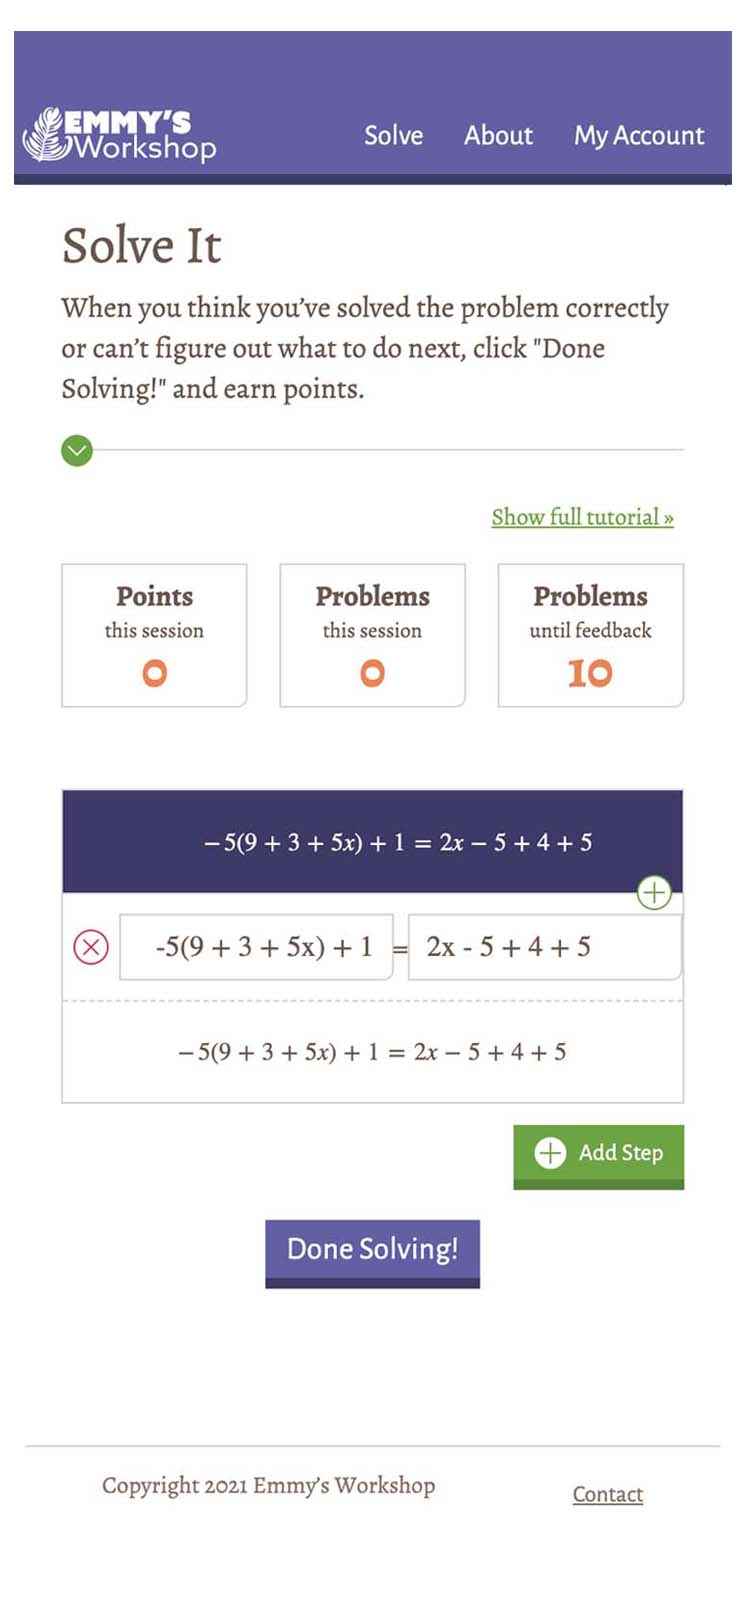 EMMY'S
Workshop
Solve About My Account
Solve It
When you think you’ve solved the problem correctly
or can’t figure out what to do next, click "Done
Solving!" and earn points.
Show full tutorial »
Points Problems Problems
this session this session until feedback
0 0 10
−5(9 + 3 + 5x) + 1 = 2x − 5 + 4 + 5
-5(9 + 3 + 5x) + 1 = 2x - 5 + 4 + 5
−5(9 + 3 + 5x) + 1 = 2x − 5 + 4 + 5
Add Step
Done Solving!
Copyright 2021 Emmy’s Workshop Contact